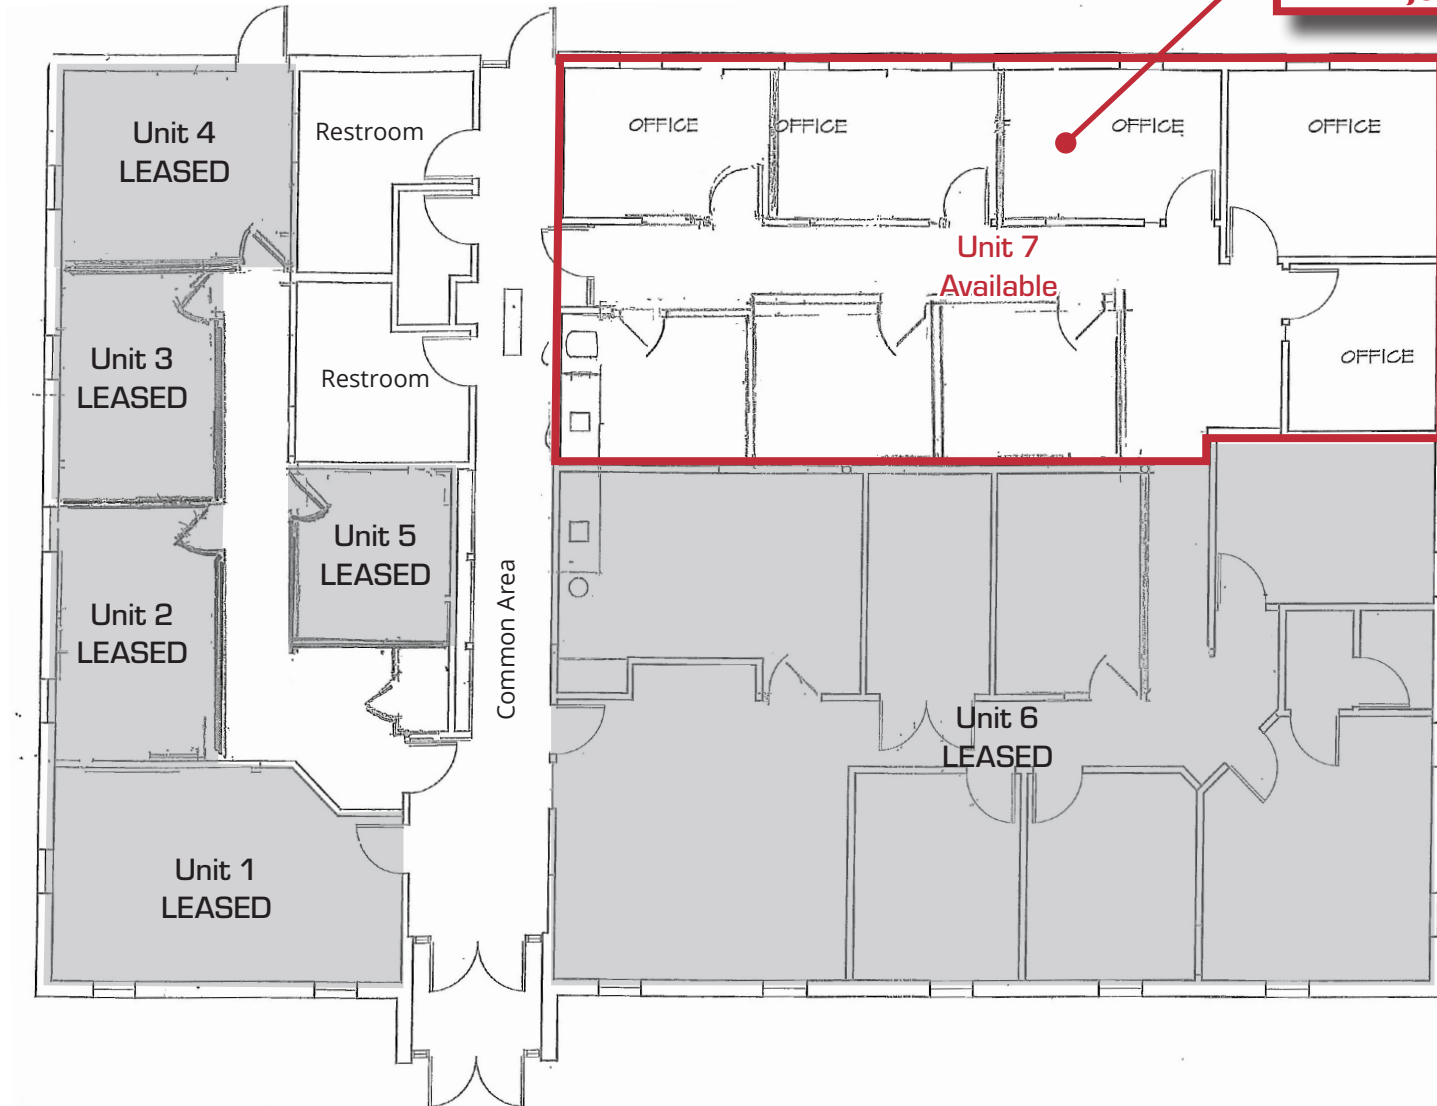 Unit 4
LEASED
Restroom
OFFICE
OFFICE
OFFICE
OFFICE
Unit 7
Available
Unit 3
LEASED
Restroom
OFFICE
Unit 5
LEASED
Unit 2
LEASED
Common Area
Unit 6
LEASED
Unit 1
LEASED